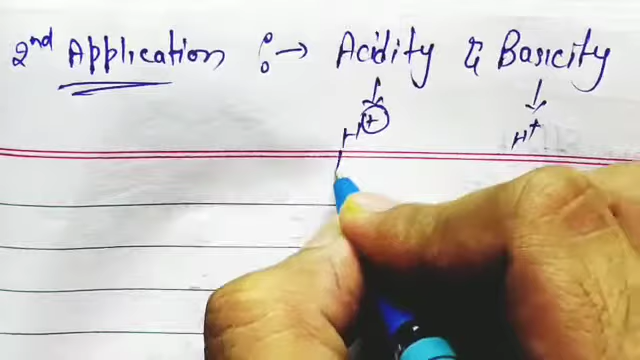 2nd Application :→ Acidity & Basicity
H+ H+